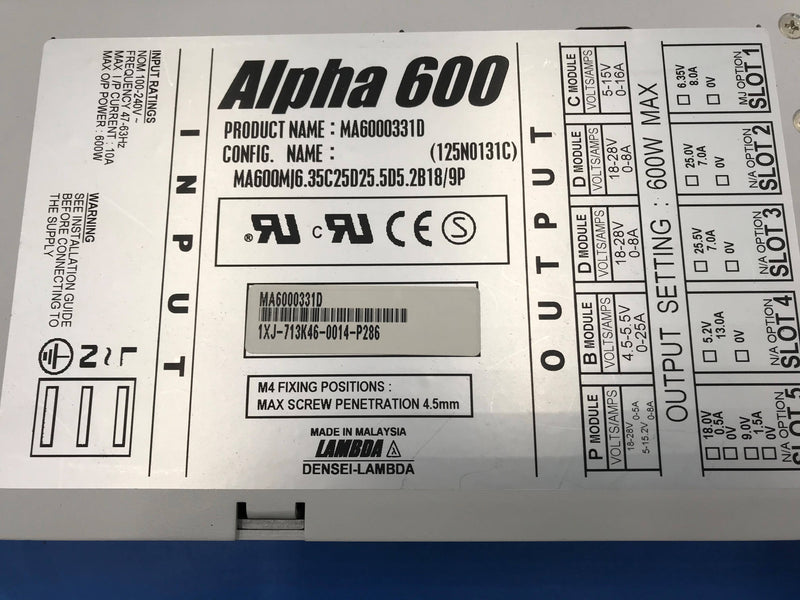 Alpha 600
PRODUCT NAME : MA6000331D
CONFIG. NAME : (125N0131C)
MA600MJ6.35C25D25.5D5.2B18/9P
c
CE
S
MA6000331D
1XJ-713K46-0014-P286
M4 FIXING POSITIONS :
MAX SCREW PENETRATION 4.5mm
MADE IN MALAYSIA
LAMBDA
DENSEI-LAMBDA
INPUT
INPUT RATINGS
NOM 100-240V ~
FREQUENCY 47-63Hz
MAX I / P CURRENT : 10A
MAX O/P POWER : 600W
WARNING
SEE INSTALLATION GUIDE
BEFORE CONNECTING TO
THE SUPPLY
L
~
N
OUTPUT
C MODULE
VOLTS/AMPS
5-15V
0-16A
D MODULE
VOLTS/AMPS
18-28V
0-8A
D MODULE
VOLTS/AMPS
18-28V
0-8A
B MODULE
VOLTS/AMPS
4.5-5.5V
0-25A
P MODULE
VOLTS/AMPS
18-28V 0-5A
5-15.2V 0-8A
OUTPUT SETTING : 600W MAX
6.35V
8.0A
0V
MJ OPTION
SLOT 1
25.0V
7.0A
0V
N/A OPTION
SLOT 2
25.5V
7.0A
0V
N/A OPTION
SLOT 3
5.2V
13.0A
0V
N/A OPTION
SLOT 4
18.0V
0.5A
0V
9.0V
1.5A
0V
N/A OPTION
SLOT 5